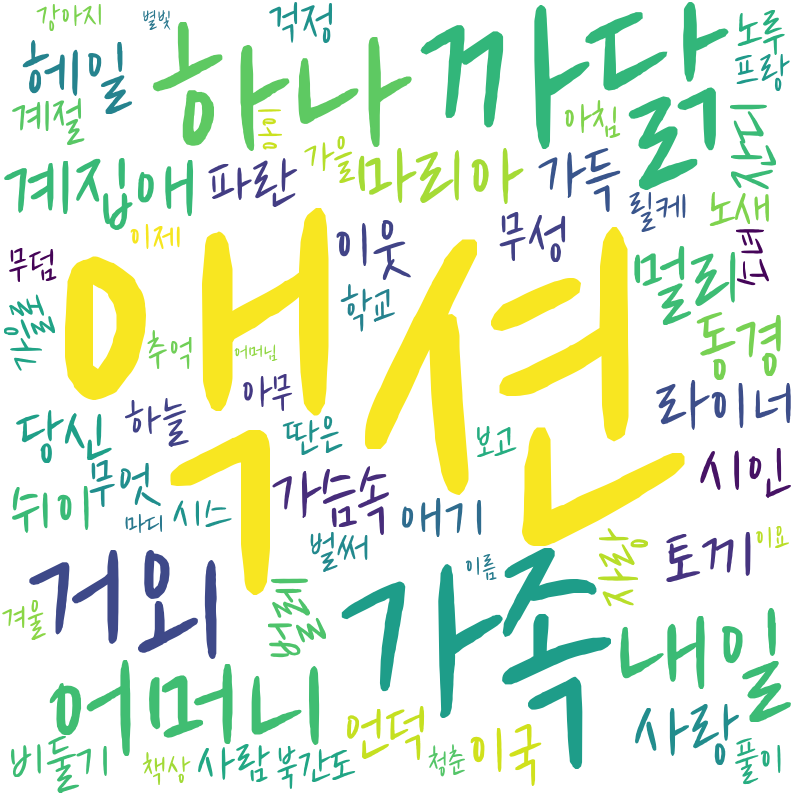 강아지
별빛
걱정
노루
프랑
헤일
하나
까닭
계절
아침
가을
계집애
파란
마리아
가득
릴케
노새
이제
무덤
이웃
무성
멀리
학교
가을로
추억
어머님
아무
동경
라이너
당신
하늘
딴은
보고
무엇
가슴속
시인
쉬이
마디
시스
애기
벌써
액션
사랑
토끼
이요
이름
겨울
거외
가족
내일
어머니
언덕
사랑
비둘기
책상
사람
북간도
청춘
이국
풀이